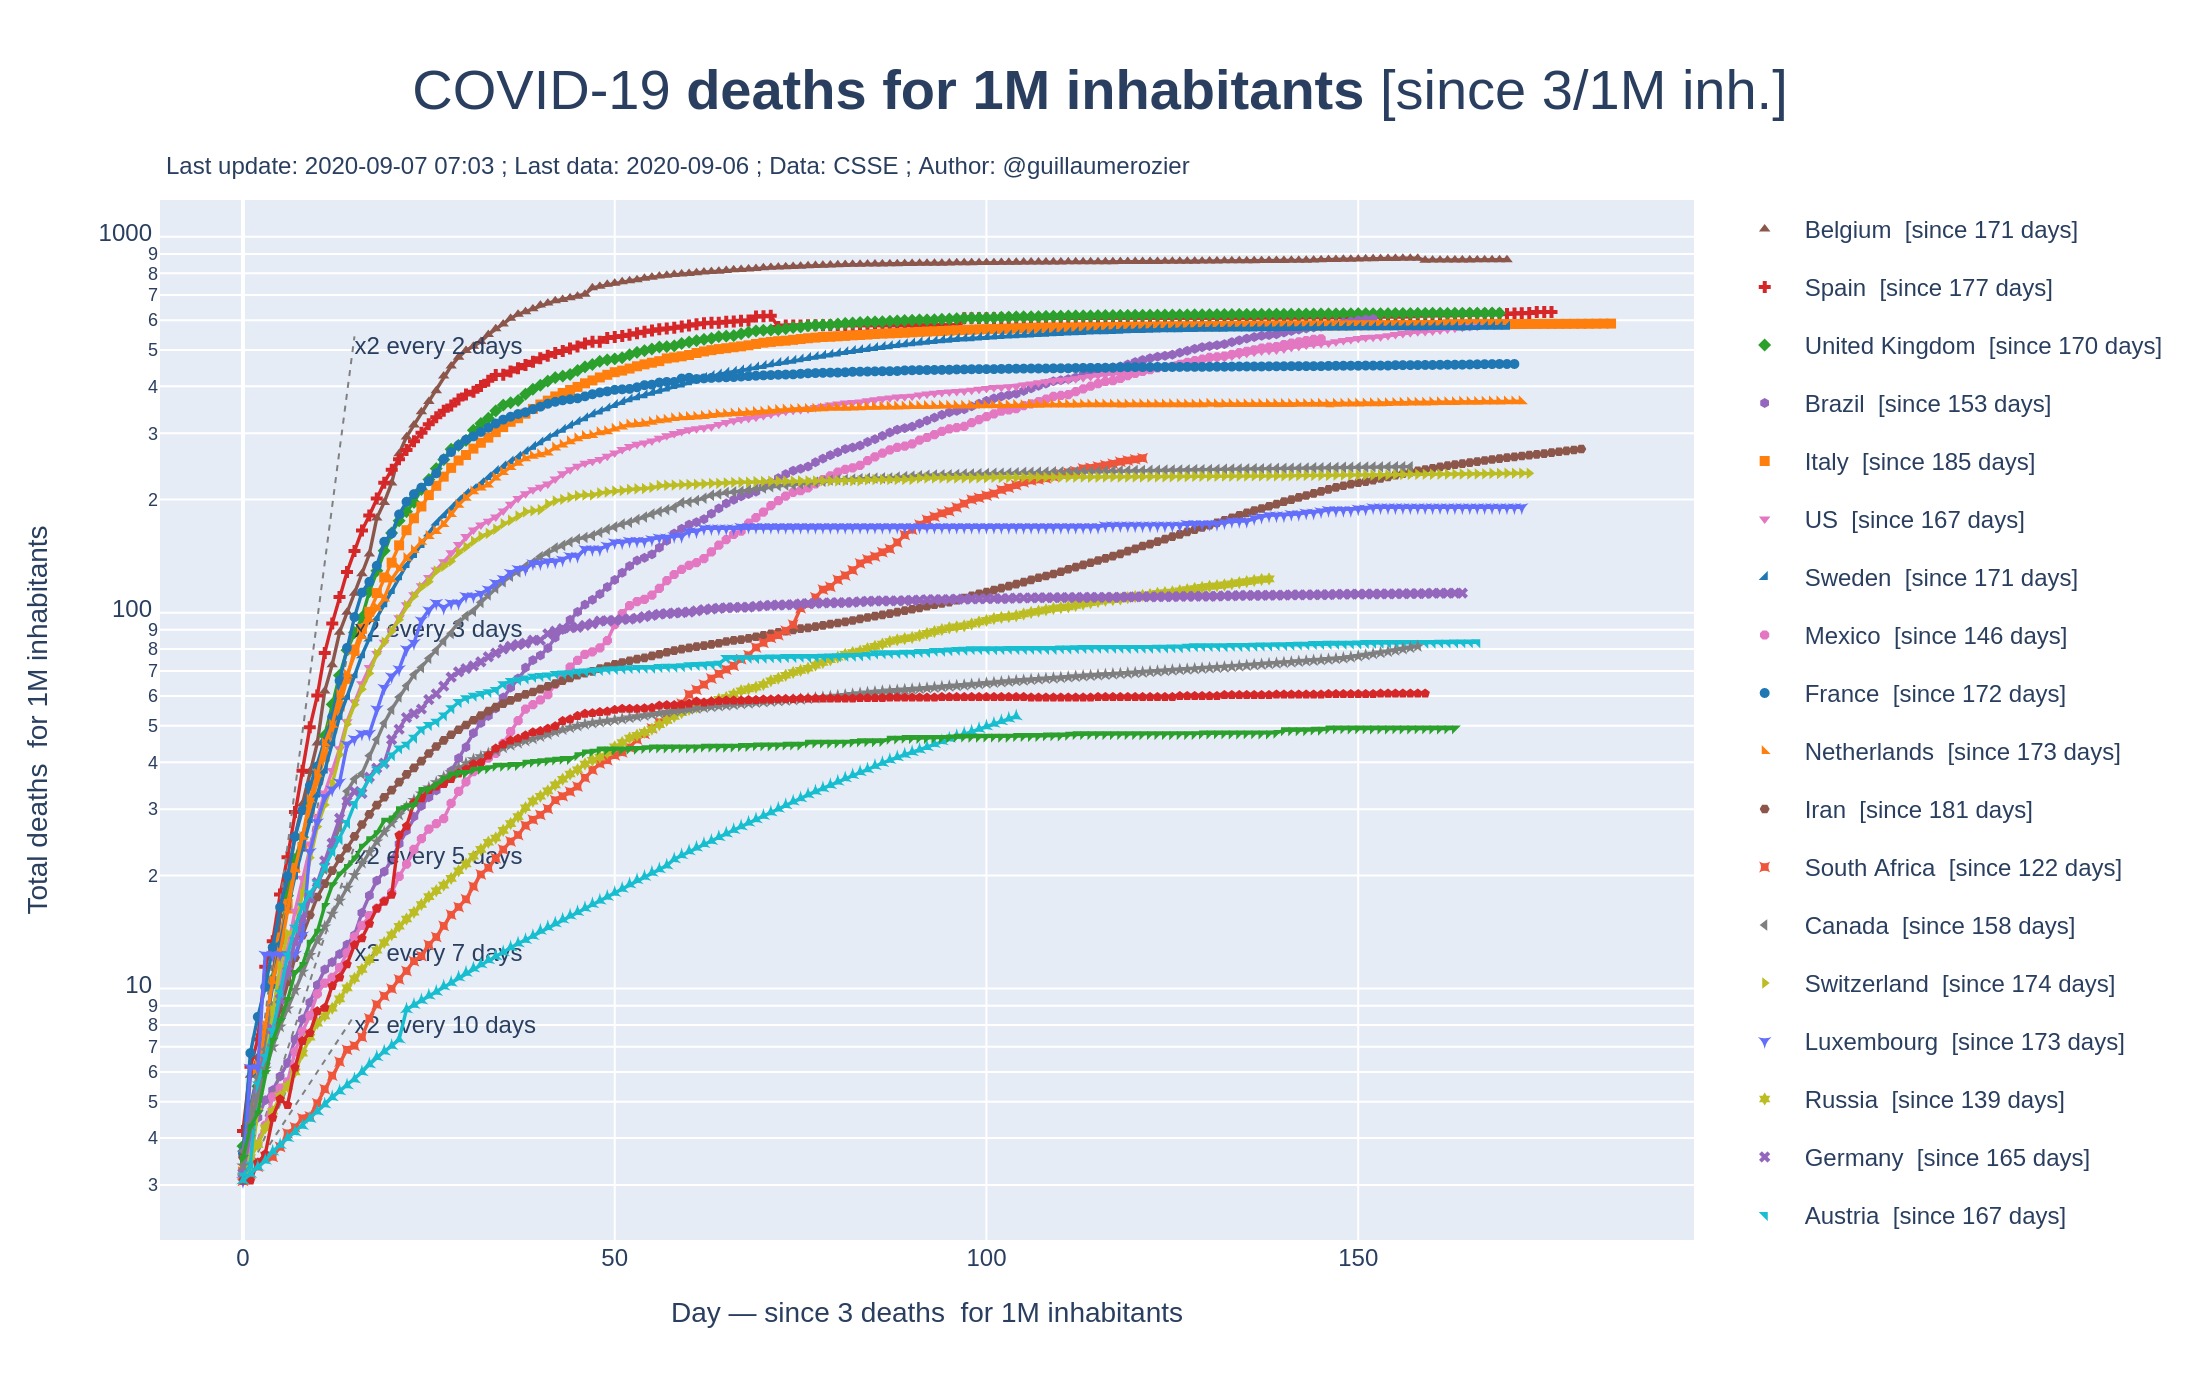 COVID-19 deaths for 1M inhabitants [since 3/1M inh.]
Last update: 2020-09-07 07:03 ; Last data: 2020-09-06 ; Data: CSSE ; Author: @guillaumerozier
Total deaths  for 1M inhabitants
1000
9
8
7
6
5
4
3
2
100
9
8
7
6
5
4
3
2
10
9
8
7
6
5
4
3
x2 every 2 days
x2 every 3 days
x2 every 5 days
x2 every 7 days
x2 every 10 days
0 50 100 150
Day — since 3 deaths  for 1M inhabitants
Belgium  [since 171 days]
Spain  [since 177 days]
United Kingdom  [since 170 days]
Brazil  [since 153 days]
Italy  [since 185 days]
US  [since 167 days]
Sweden  [since 171 days]
Mexico  [since 146 days]
France  [since 172 days]
Netherlands  [since 173 days]
Iran  [since 181 days]
South Africa  [since 122 days]
Canada  [since 158 days]
Switzerland  [since 174 days]
Luxembourg  [since 173 days]
Russia  [since 139 days]
Germany  [since 165 days]
Austria  [since 167 days]